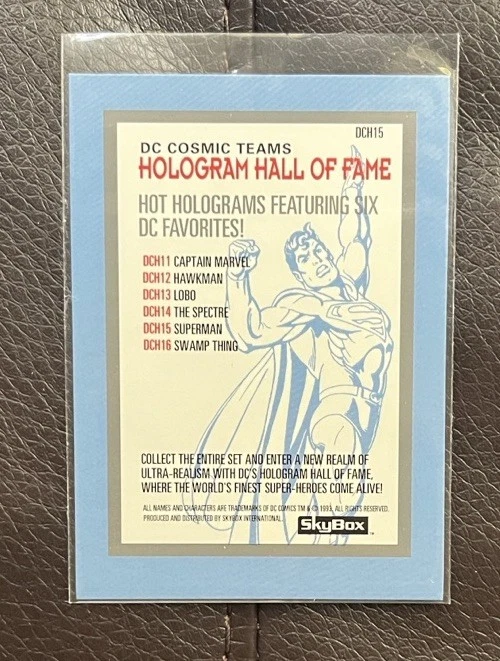 DCH15
DC COSMIC TEAMS
HOLOGRAM HALL OF FAME
HOT HOLOGRAMS FEATURING SIX
DC FAVORITES!
DCH11 CAPTAIN MARVEL
DCH12 HAWKMAN
DCH13 LOBO
DCH14 THE SPECTRE
DCH15 SUPERMAN
DCH16 SWAMP THING
COLLECT THE ENTIRE SET AND ENTER A NEW REALM OF
ULTRA-REALISM WITH DC'S HOLOGRAM HALL OF FAME,
WHERE THE WORLD'S FINEST SUPER-HEROES COME ALIVE!
ALL NAMES AND CHARACTERS ARE TRADEMARKS OF DC COMICS TM & © 1993. ALL RIGHTS RESERVED.
PRODUCED AND DISTRIBUTED BY SKYBOX INTERNATIONAL.
SkyBox™